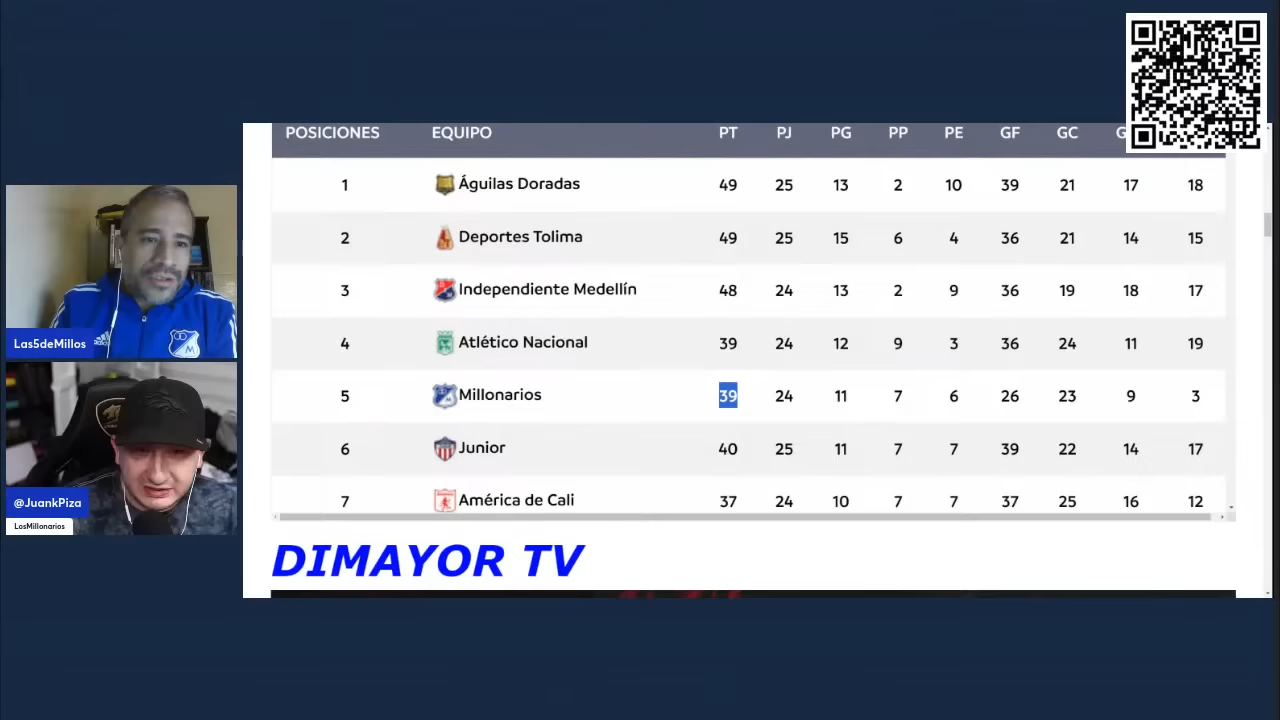 POSICIONES EQUIPO PT PJ PG PP PE GF GC G
1 Águilas Doradas 49 25 13 2 10 39 21 17 18
2 Deportes Tolima 49 25 15 6 4 36 21 14 15
3 Independiente Medellín 48 24 13 2 9 36 19 18 17
4 Atlético Nacional 39 24 12 9 3 36 24 11 19
5 Millonarios 39 24 11 7 6 26 23 9 3
6 Junior 40 25 11 7 7 39 22 14 17
7 América de Cali 37 24 10 7 7 37 25 16 12
DIMAYOR TV
adidas
M
Las5deMillos
@JuankPiza
LosMillonarios